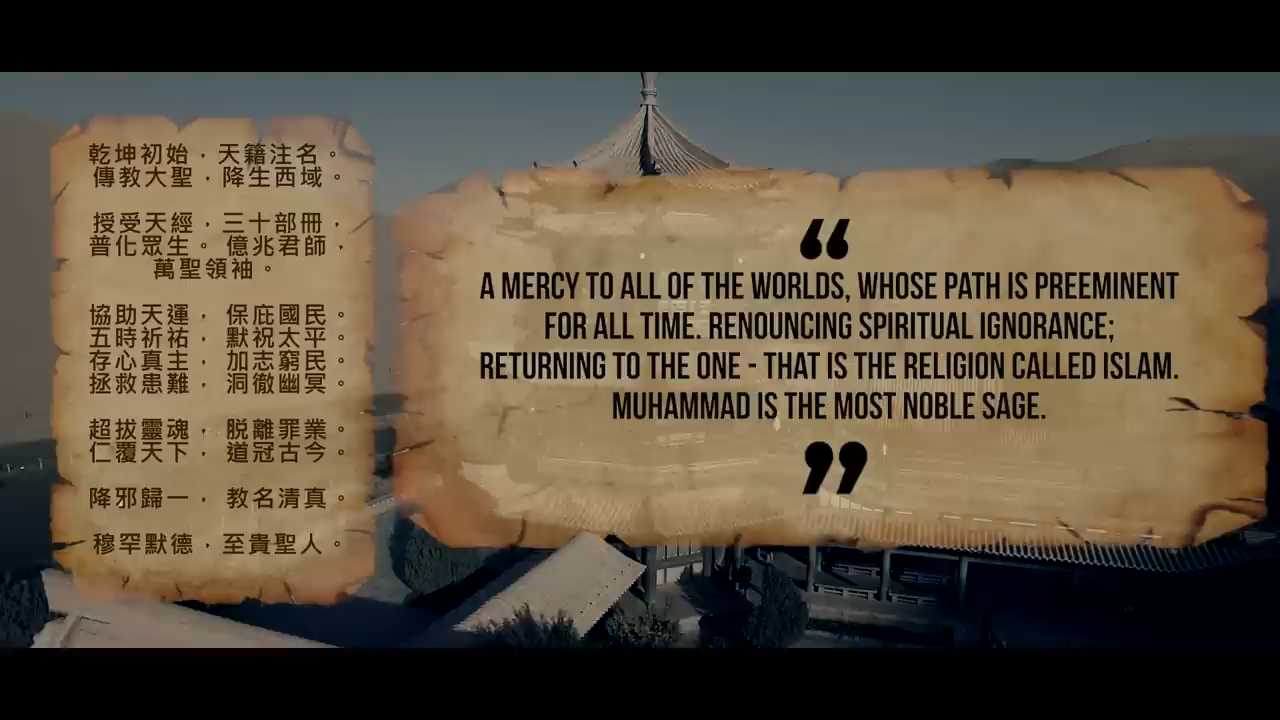 乾坤初始，天籍注名。
傳教大聖，降生西域。
授受天經，三十部冊，
普化眾生。億兆君師，
萬聖領袖。
協助天運，保庇國民。
五時祈祐，默祝太平。
存心真主，加志窮民。
拯救患難，洞徹幽冥。
超拔靈魂，脱離罪業。
仁覆天下，道冠古今。
降邪歸一，教名清真。
穆罕默德，至貴聖人。
“
A MERCY TO ALL OF THE WORLDS, WHOSE PATH IS PREEMINENT
FOR ALL TIME. RENOUNCING SPIRITUAL IGNORANCE;
RETURNING TO THE ONE - THAT IS THE RELIGION CALLED ISLAM.
MUHAMMAD IS THE MOST NOBLE SAGE.
”